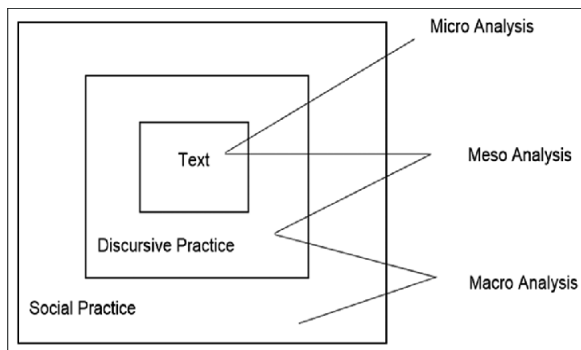 Micro Analysis
Text
Meso Analysis
Discursive Practice
Macro Analysis
Social Practice